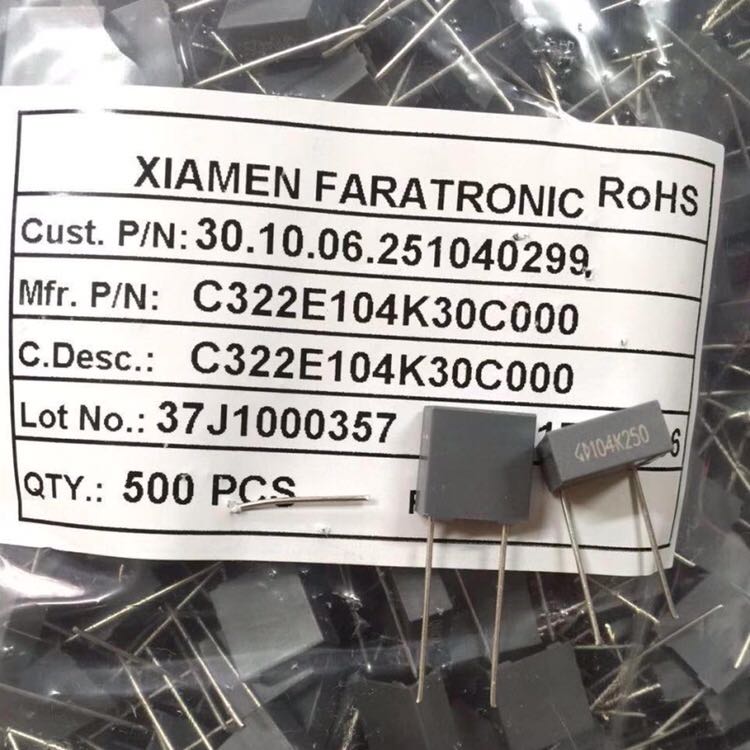 XIAMEN FARATRONIC RoHS
Cust. P/N: 30.10.06.251040299
Mfr. P/N: C322E104K30C000
C.Desc.: C322E104K30C000
Lot No.: 37J1000357
QTY.: 500 PCS
104K250